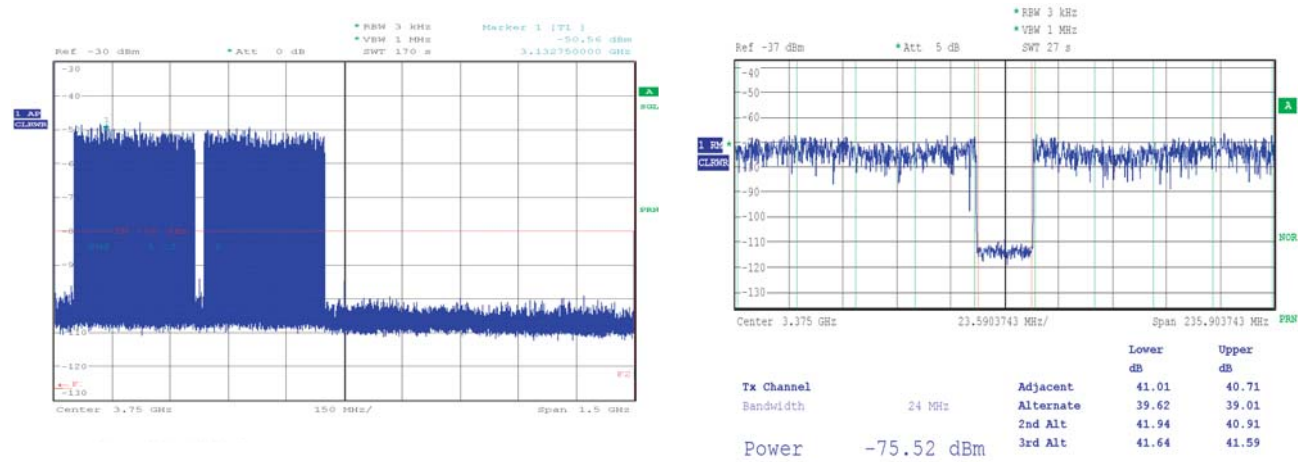 * RBW 3 kHz Marker 1 [T1 ]
* VBW 1 MHz -50.56 dBm
Ref -30 dBm * Att 0 dB SWT 170 s 3.132750000 GHz
-30
-40
A
SGL
1 AP
CLRWR
1
PRN
-110
-120
F2
-130
Center 3.75 GHz 150 MHz/ Span 1.5 GHz
* RBW 3 kHz
* VBW 1 MHz
Ref -37 dBm * Att 5 dB SWT 27 s
-40
-50
A
-60
1 RM *
CLRWR
-90
-100
NOR
-110
-120
-130
Center 3.375 GHz 23.5903743 MHz/ Span 235.903743 MHz PRN
Lower Upper
dB dB
Tx Channel Adjacent 41.01 40.71
Bandwidth 24 MHz Alternate 39.62 39.01
2nd Alt 41.94 40.91
Power -75.52 dBm 3rd Alt 41.64 41.59